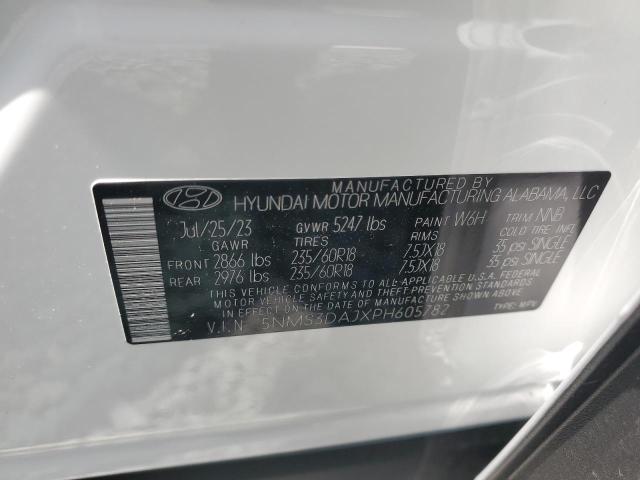 MANUFACTURED BY
HYUNDAI MOTOR MANUFACTURING ALABAMA, LLC
Jul/25/23 GVWR 5247 lbs PAINT W6H TRIM NNB
GAWR TIRES RIMS COLD TIRE INFL
FRONT 2866 lbs 235/60R18 7.5JX18 35 psi SINGLE
REAR 2976 lbs 235/60R18 7.5JX18 35 psi SINGLE
THIS VEHICLE CONFORMS TO ALL APPLICABLE U.S.A. FEDERAL
MOTOR VEHICLE SAFETY, BUMPER, AND THEFT PREVENTION STANDARDS
IN EFFECT ON THE DATE OF MANUFACTURE SHOWN ABOVE.
V.I.N 5NMS3DAJXPH605782 TYPE: MPV